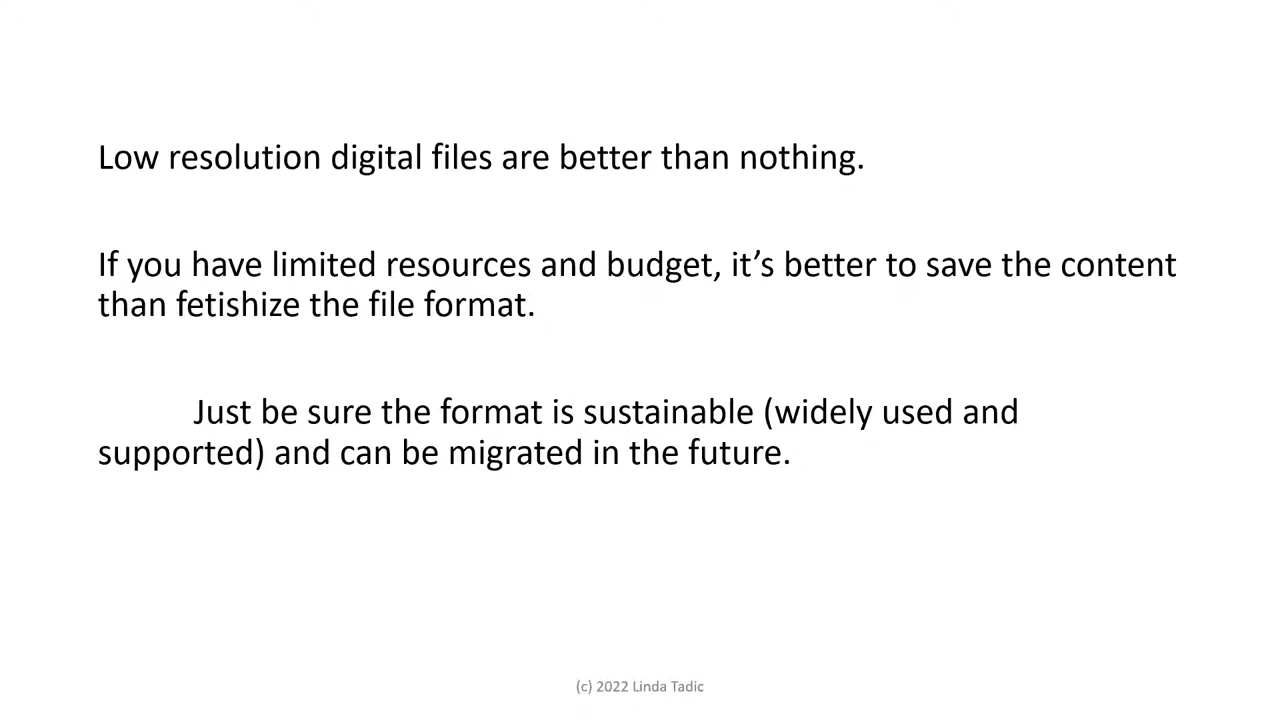 Low resolution digital files are better than nothing.
If you have limited resources and budget, it’s better to save the content
than fetishize the file format.
Just be sure the format is sustainable (widely used and
supported) and can be migrated in the future.
(c) 2022 Linda Tadic